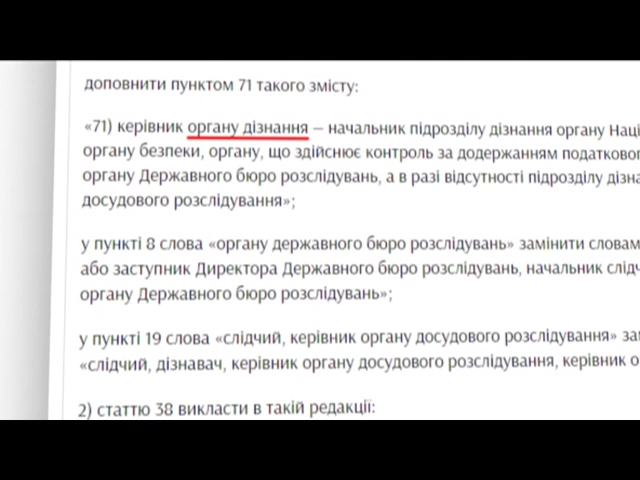 доповнити пунктом 71 такого змісту:
«71) керівник органу дізнання – начальник підрозділу дізнання органу Наці
органу безпеки, органу, що здійснює контроль за додержанням податковог
органу Державного бюро розслідувань, а в разі відсутності підрозділу дізна
досудового розслідування»;
у пункті 8 слова «органу державного бюро розслідувань» замінити словам
або заступник Директора Державного бюро розслідувань, начальник слідч
органу Державного бюро розслідувань»;
у пункті 19 слова «слідчий, керівник органу досудового розслідування» за
«слідчий, дізнавач, керівник органу досудового розслідування, керівник о
2) статтю 38 викласти в такій редакції: